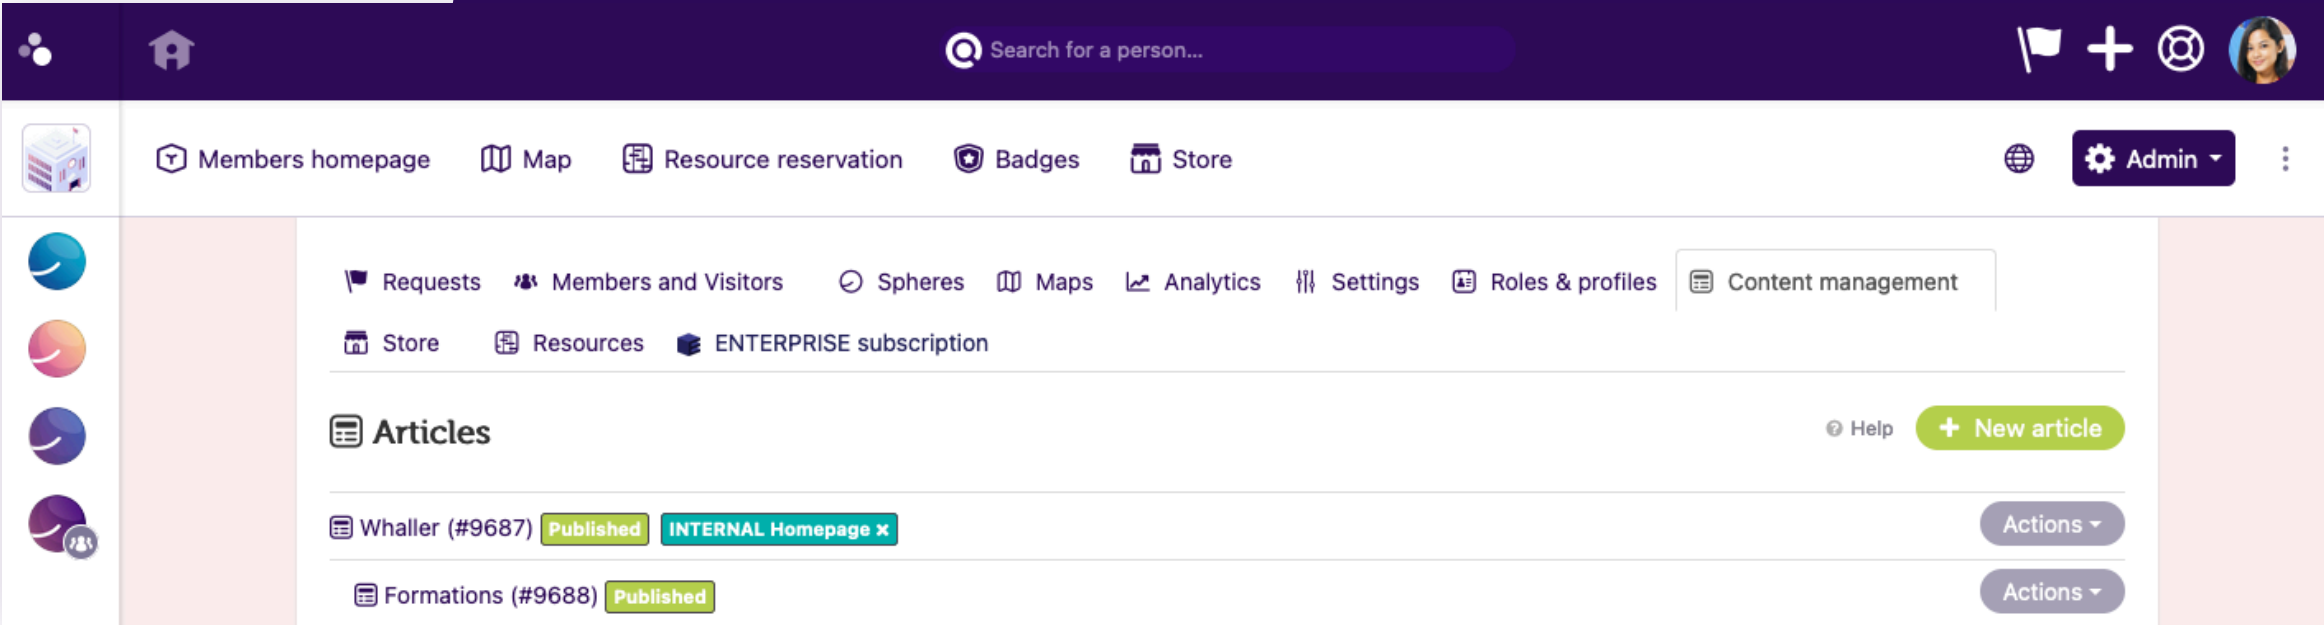 Search for a person...
Members homepage Map Resource reservation Badges Store Admin
Requests Members and Visitors Spheres Maps Analytics Settings Roles & profiles Content management
Store Resources ENTERPRISE subscription
Articles Help + New article
Whaller (#9687) Published INTERNAL Homepage × Actions
Formations (#9688) Published Actions